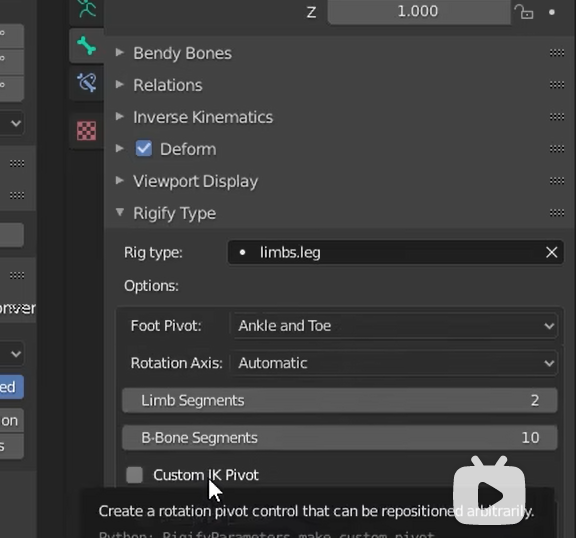 Z 1.000
Bendy Bones
Relations
Inverse Kinematics
Deform
Viewport Display
Rigify Type
Rig type: limbs.leg
Options:
Foot Pivot: Ankle and Toe
Rotation Axis: Automatic
Limb Segments 2
B-Bone Segments 10
Custom IK Pivot
Create a rotation pivot control that can be repositioned arbitrarily.
Python: RigifyParameters.make_custom_pivot
ed
on
s